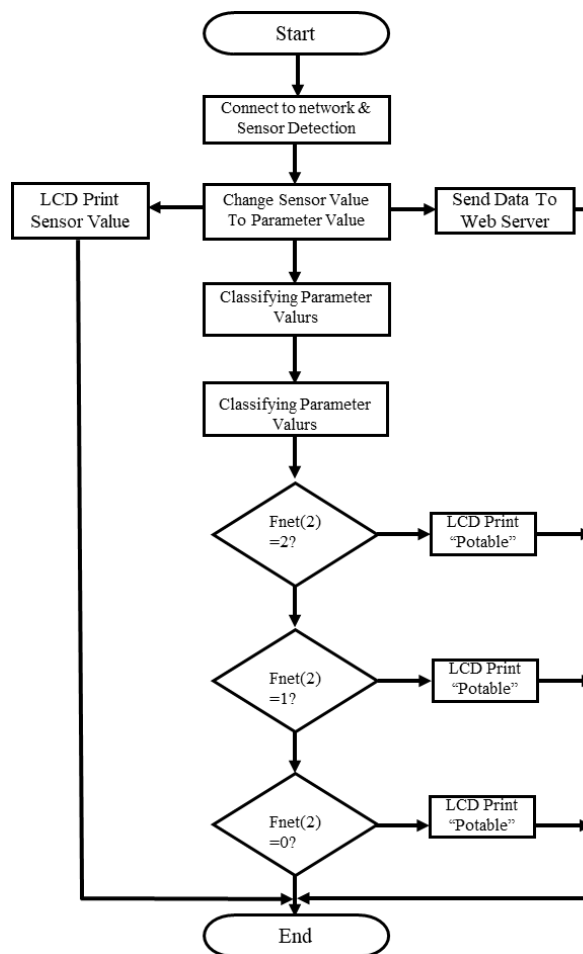 Start
Connect to network &
Sensor Detection
LCD Print
Sensor Value
Change Sensor Value
To Parameter Value
Send Data To
Web Server
Classifying Parameter
Valurs
Classifying Parameter
Valurs
Fnet(2)
=2?
LCD Print
“Potable”
Fnet(2)
=1?
LCD Print
“Potable”
Fnet(2)
=0?
LCD Print
“Potable”
End